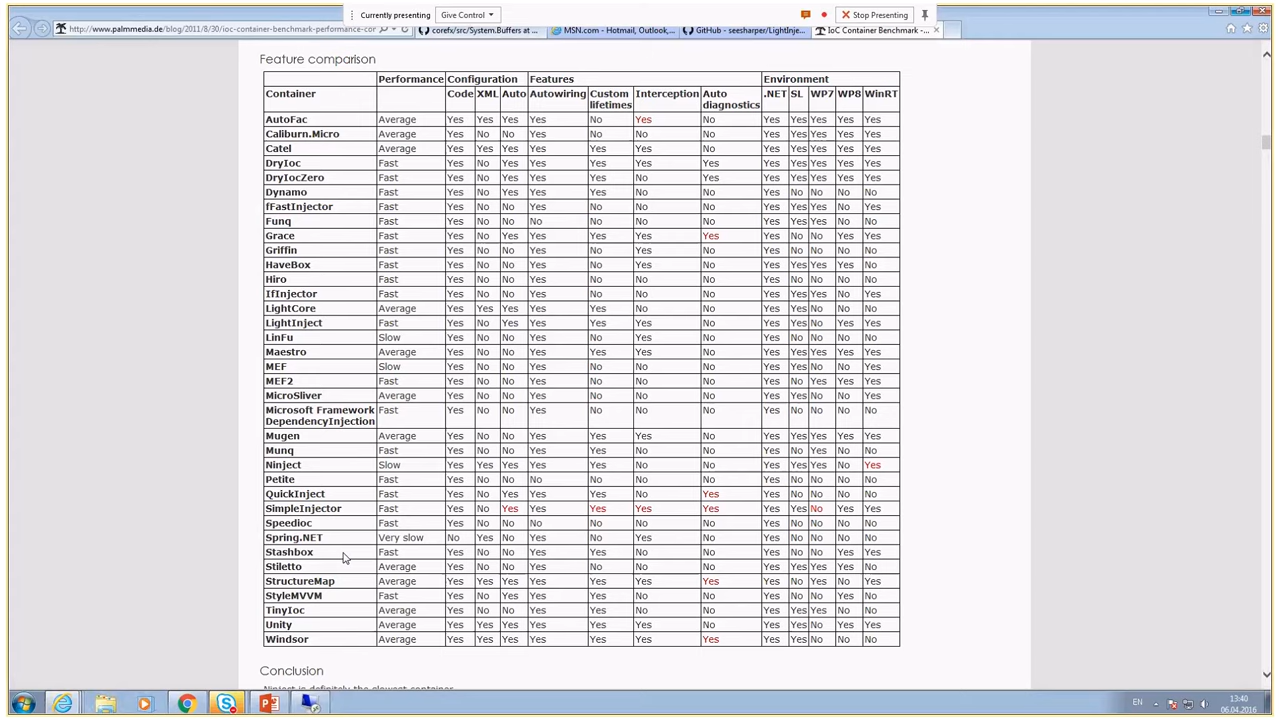 Currently presenting Give Control Stop Presenting
http://www.palmmedia.de/blog/2011/8/30/ioc-container-benchmark-performance-cor corefx/src/System.Buffers at ... MSN.com - Hotmail, Outlook,... GitHub - seesharper/LightInje... IoC Container Benchmark -...
Feature comparison
Performance Configuration Features Environment
Container Code XML Auto Autowiring Custom lifetimes Interception Auto diagnostics .NET SL WP7 WP8 WinRT
AutoFac Average Yes Yes Yes Yes No Yes No Yes Yes Yes Yes Yes
Caliburn.Micro Average Yes No No Yes No No No Yes Yes Yes Yes Yes
Catel Average Yes Yes Yes Yes Yes Yes No Yes Yes Yes Yes Yes
DryIoc Fast Yes No Yes Yes Yes Yes Yes Yes Yes Yes Yes Yes
DryIocZero Fast Yes No Yes Yes Yes No Yes Yes Yes Yes Yes Yes
Dynamo Fast Yes No Yes Yes Yes No No Yes No No No No
fFastInjector Fast Yes No No Yes No No No Yes Yes Yes No Yes
Funq Fast Yes No No No No No No Yes Yes Yes No No
Grace Fast Yes No Yes Yes Yes Yes Yes Yes No No Yes Yes
Griffin Fast Yes No No Yes No Yes No Yes No No No No
HaveBox Fast Yes No No Yes No Yes No Yes Yes Yes Yes No
Hiro Fast Yes No No Yes No No No Yes No No No No
IfInjector Fast Yes No No Yes No No No Yes Yes Yes No Yes
LightCore Average Yes Yes Yes Yes Yes No No Yes Yes No No No
LightInject Fast Yes No Yes Yes Yes Yes No Yes Yes No Yes Yes
LinFu Slow Yes No No Yes No Yes No Yes No No No No
Maestro Average Yes No No Yes Yes Yes No Yes Yes No No Yes
MEF Slow Yes No No Yes No No No Yes Yes No No Yes
MEF2 Fast Yes No No Yes No No No Yes No Yes Yes Yes
MicroSliver Average Yes No No Yes Yes No No Yes Yes No No Yes
Microsoft Framework DependencyInjection Fast Yes No No Yes No No No Yes No No No No
Mugen Average Yes No No Yes Yes Yes No Yes Yes Yes Yes Yes
Munq Fast Yes No No Yes Yes No No Yes No Yes No No
Ninject Slow Yes Yes Yes Yes Yes No No Yes Yes Yes No Yes
Petite Fast Yes No No No No No No Yes No No No No
QuickInject Fast Yes No Yes Yes Yes No Yes Yes No No No No
SimpleInjector Fast Yes No Yes Yes Yes Yes Yes Yes Yes No Yes Yes
Speedioc Fast Yes No No No No No No Yes No No No No
Spring.NET Very slow No Yes No Yes No Yes No Yes No No No No
Stashbox Fast Yes No No Yes Yes No No Yes No No Yes Yes
Stiletto Average Yes No No Yes No No No Yes Yes Yes Yes No
StructureMap Average Yes Yes Yes Yes Yes Yes Yes Yes No Yes No Yes
StyleMVVM Fast Yes No Yes Yes Yes No No Yes No No Yes No
TinyIoc Average Yes No No Yes Yes No No Yes Yes Yes No No
Unity Average Yes Yes Yes Yes Yes Yes No Yes Yes No Yes Yes
Windsor Average Yes Yes Yes Yes Yes Yes Yes Yes Yes No No No
Conclusion
Ninject is definitely the slowest container.
EN 13:40
06.04.2016